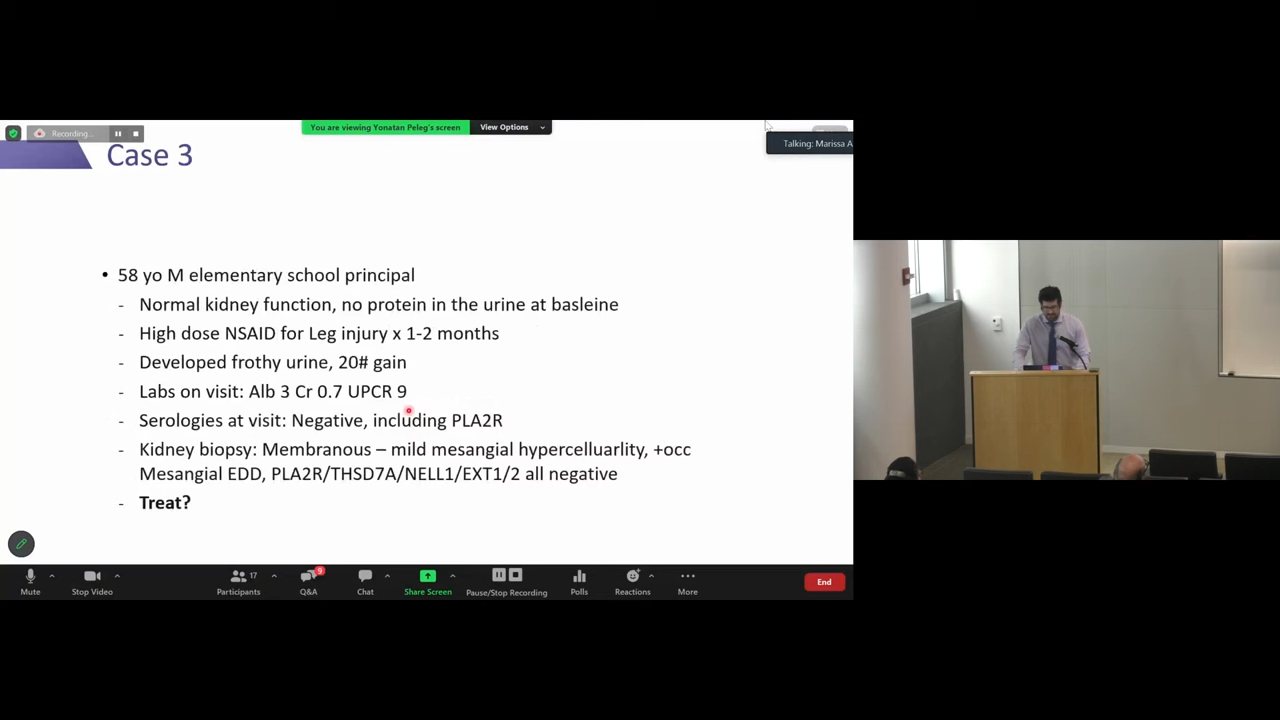 Recording...
You are viewing Yonatan Peleg's screen
View Options
Talking: Marissa A
Case 3
• 58 yo M elementary school principal
- Normal kidney function, no protein in the urine at basleine
- High dose NSAID for Leg injury x 1-2 months
- Developed frothy urine, 20# gain
- Labs on visit: Alb 3 Cr 0.7 UPCR 9
- Serologies at visit: Negative, including PLA2R
- Kidney biopsy: Membranous – mild mesangial hypercelluarlity, +occ
Mesangial EDD, PLA2R/THSD7A/NELL1/EXT1/2 all negative
- Treat?
Mute
Stop Video
17
Participants
9
Q&A
Chat
Share Screen
Pause/Stop Recording
Polls
Reactions
More
End